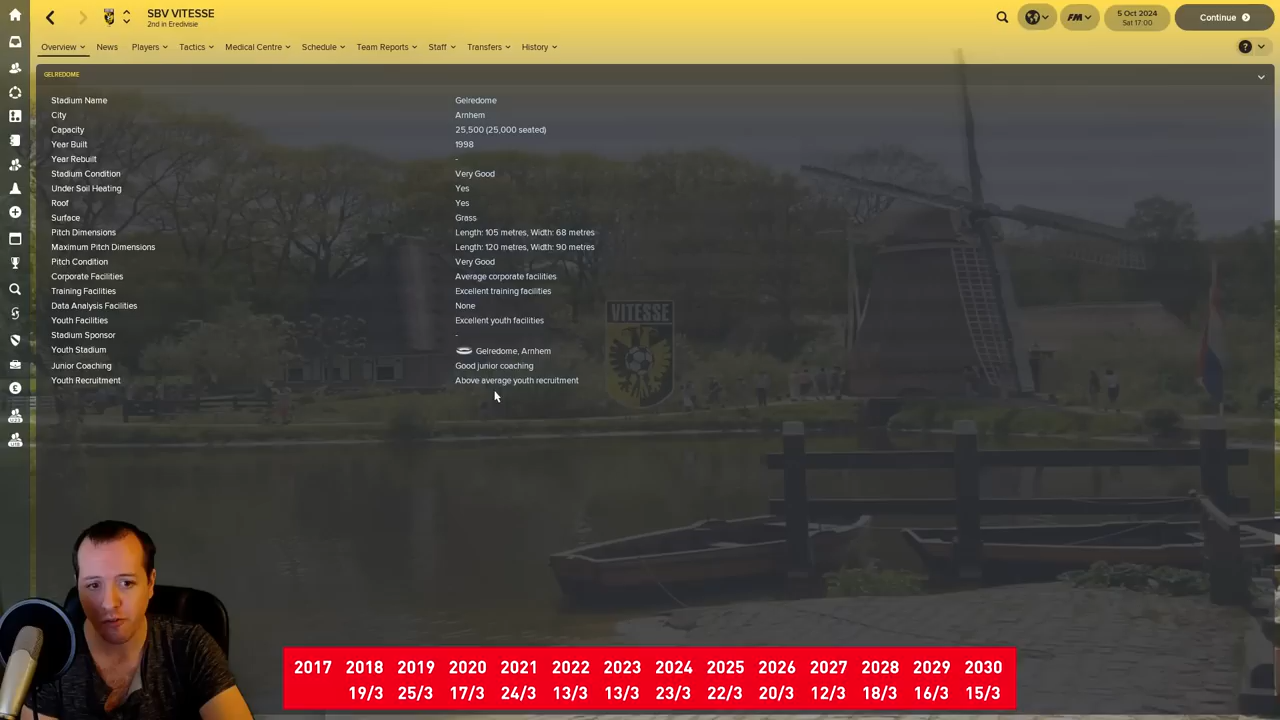 SBV VITESSE
2nd in Eredivisie
FM
5 Oct 2024
Sat 17:00
Continue
Overview
News
Players
Tactics
Medical Centre
Schedule
Team Reports
Staff
Transfers
History
?
GELREDOME
Stadium Name Gelredome
City Arnhem
Capacity 25,500 (25,000 seated)
Year Built 1998
Year Rebuilt -
Stadium Condition Very Good
Under Soil Heating Yes
Roof Yes
Surface Grass
Pitch Dimensions Length: 105 metres, Width: 68 metres
Maximum Pitch Dimensions Length: 120 metres, Width: 90 metres
Pitch Condition Very Good
Corporate Facilities Average corporate facilities
Training Facilities Excellent training facilities
Data Analysis Facilities None
Youth Facilities Excellent youth facilities
Stadium Sponsor -
Youth Stadium Gelredome, Arnhem
Junior Coaching Good junior coaching
Youth Recruitment Above average youth recruitment
VITESSE
2017 2018 2019 2020 2021 2022 2023 2024 2025 2026 2027 2028 2029 2030
19/3 25/3 17/3 24/3 13/3 13/3 23/3 22/3 20/3 12/3 18/3 16/3 15/3